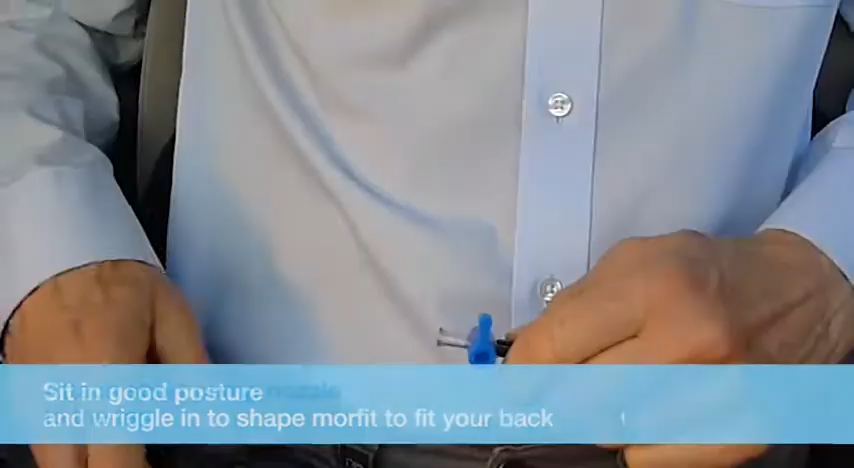 Sit in good posture
and wriggle in to shape morfit to fit your back